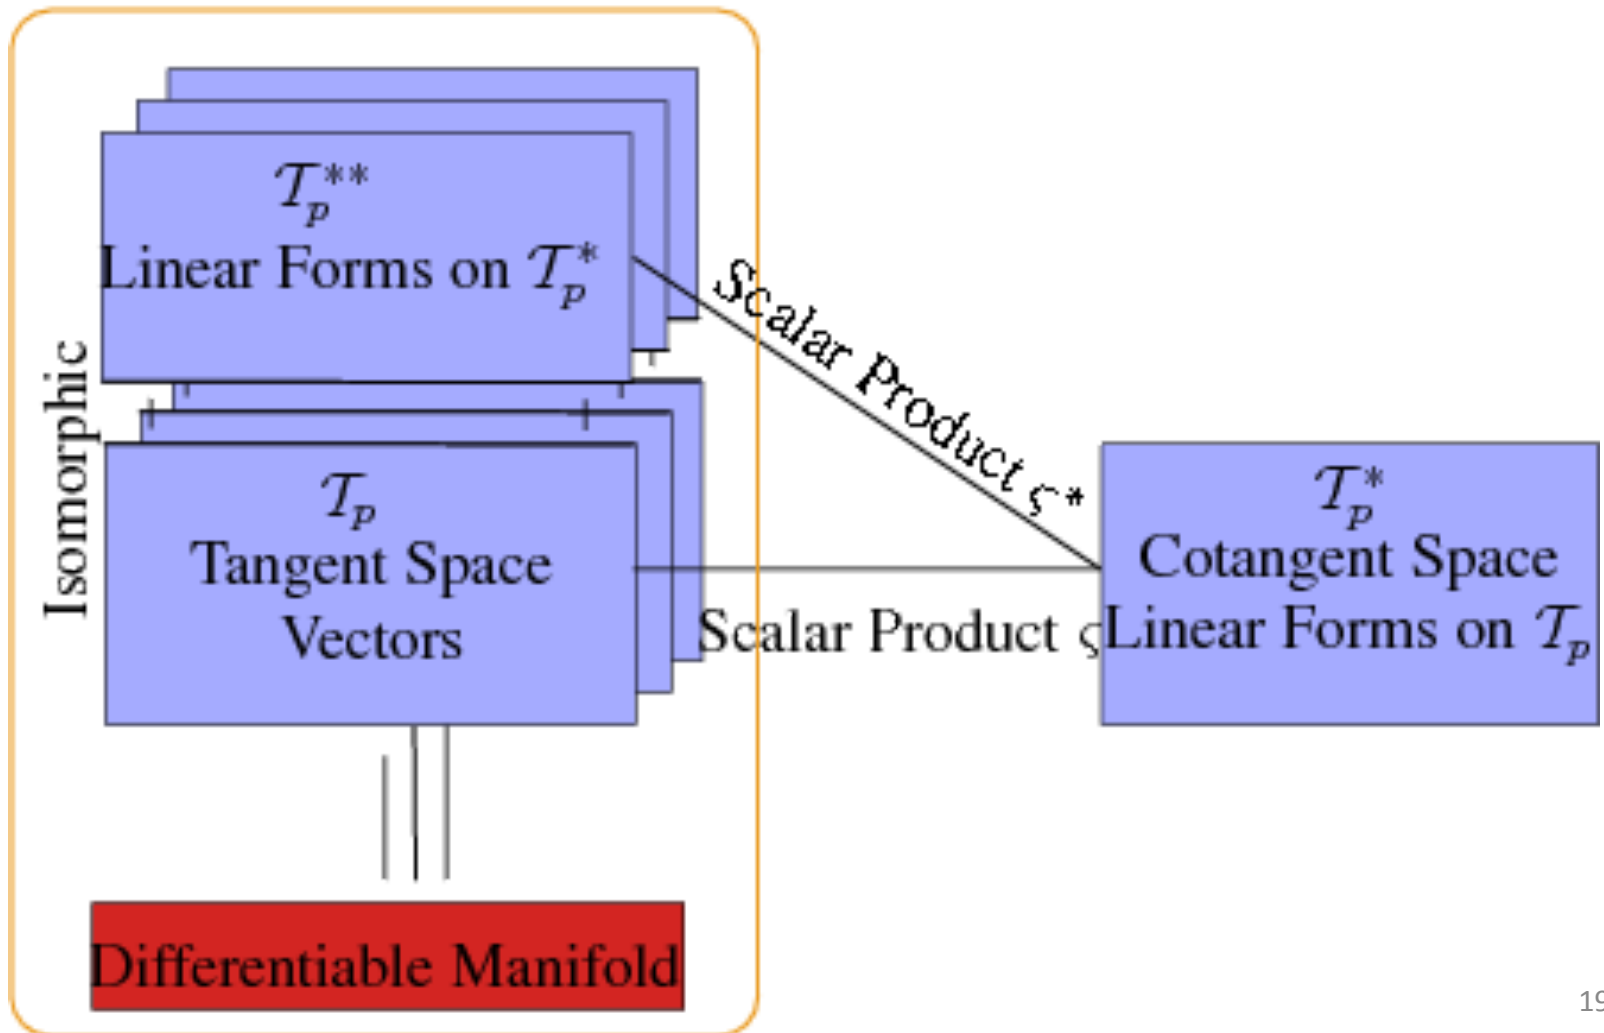 𝒯_p^**
Linear Forms on 𝒯_p^*
Isomorphic
Scalar Product ς*
𝒯_p
Tangent Space
Vectors
Scalar Product ς
𝒯_p^*
Cotangent Space
Linear Forms on 𝒯_p
Differentiable Manifold
19